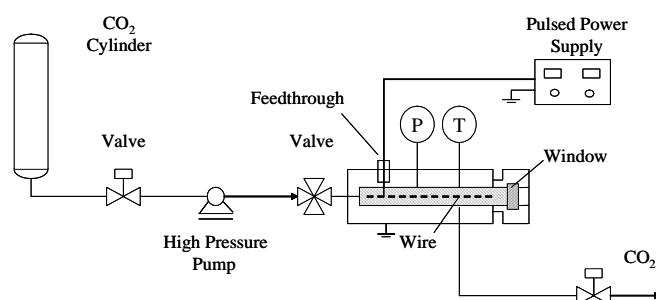 CO2
Cylinder
Pulsed Power
Supply
Feedthrough
Valve
Valve
P
T
Window
Wire
High Pressure
Pump
CO2